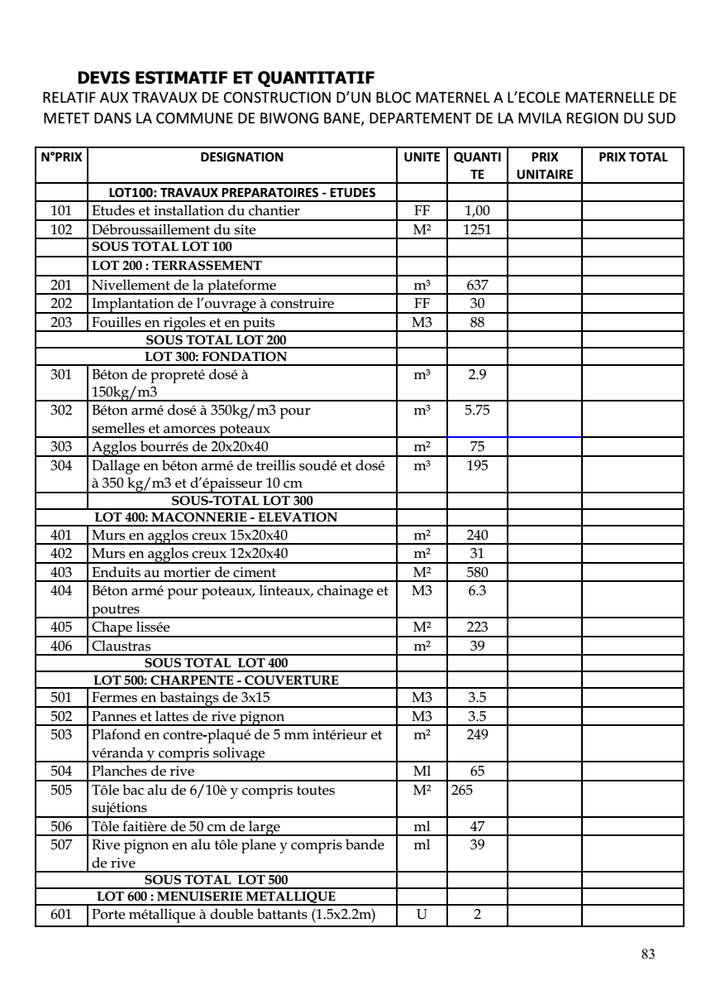 DEVIS ESTIMATIF ET QUANTITATIF
RELATIF AUX TRAVAUX DE CONSTRUCTION D’UN BLOC MATERNEL A L’ECOLE MATERNELLE DE
METET DANS LA COMMUNE DE BIWONG BANE, DEPARTEMENT DE LA MVILA REGION DU SUD
N°PRIX DESIGNATION UNITE QUANTI PRIX PRIX TOTAL
TE UNITAIRE
LOT100: TRAVAUX PREPARATOIRES - ETUDES
101 Etudes et installation du chantier FF 1,00
102 Débroussaillement du site M² 1251
SOUS TOTAL LOT 100
LOT 200 : TERRASSEMENT
201 Nivellement de la plateforme m³ 637
202 Implantation de l’ouvrage à construire FF 30
203 Fouilles en rigoles et en puits M3 88
SOUS TOTAL LOT 200
LOT 300: FONDATION
301 Béton de propreté dosé à m³ 2.9
150kg/m3
302 Béton armé dosé à 350kg/m3 pour m³ 5.75
semelles et amorces poteaux
303 Agglos bourrés de 20x20x40 m² 75
304 Dallage en béton armé de treillis soudé et dosé m³ 195
à 350 kg/m3 et d’épaisseur 10 cm
SOUS-TOTAL LOT 300
LOT 400: MACONNERIE - ELEVATION
401 Murs en agglos creux 15x20x40 m² 240
402 Murs en agglos creux 12x20x40 m² 31
403 Enduits au mortier de ciment M² 580
404 Béton armé pour poteaux, linteaux, chainage et M3 6.3
poutres
405 Chape lissée M² 223
406 Claustras m² 39
SOUS TOTAL LOT 400
LOT 500: CHARPENTE - COUVERTURE
501 Fermes en bastaings de 3x15 M3 3.5
502 Pannes et lattes de rive pignon M3 3.5
503 Plafond en contre-plaqué de 5 mm intérieur et m² 249
véranda y compris solivage
504 Planches de rive Ml 65
505 Tôle bac alu de 6/10è y compris toutes M² 265
sujétions
506 Tôle faitière de 50 cm de large ml 47
507 Rive pignon en alu tôle plane y compris bande ml 39
de rive
SOUS TOTAL LOT 500
LOT 600 : MENUISERIE METALLIQUE
601 Porte métallique à double battants (1.5x2.2m) U 2
83